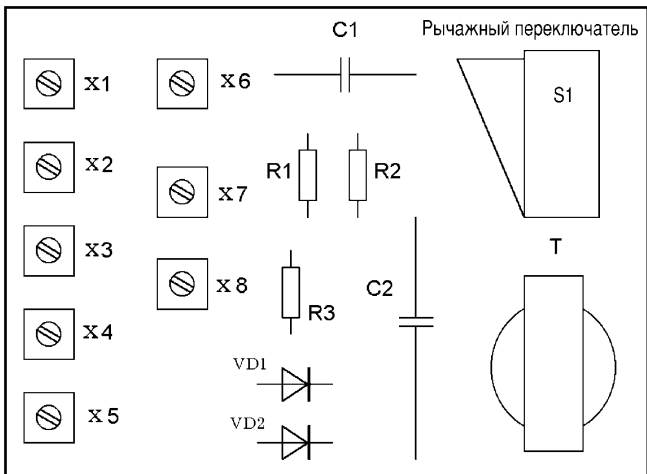 C1
Рычажный переключатель
x1
x6
S1
x2
R1
R2
x7
x3
T
x8
C2
R3
x4
VD1
x5
VD2